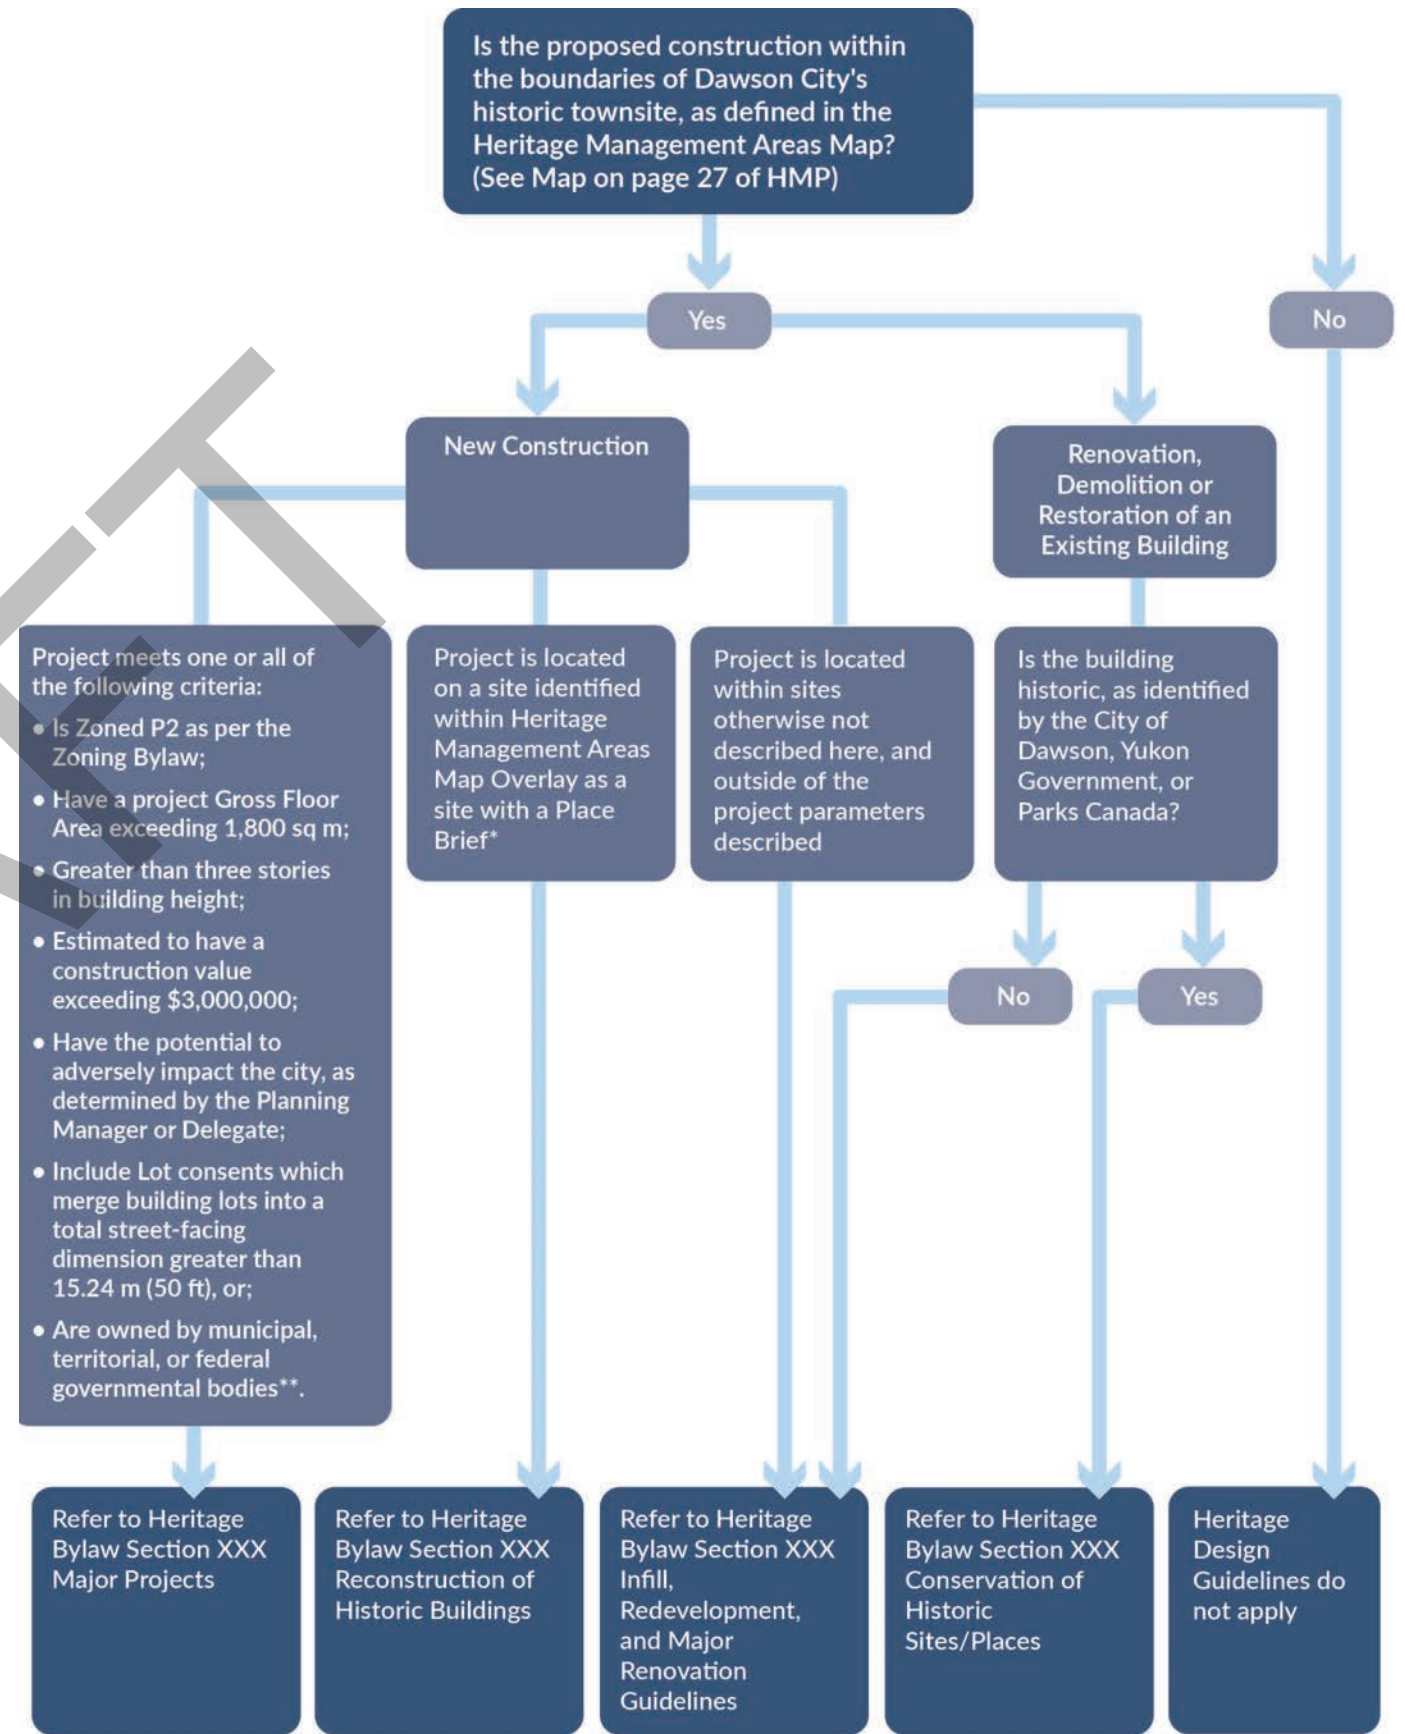 Is the proposed construction within
the boundaries of Dawson City's
historic townsite, as defined in the
Heritage Management Areas Map?
(See Map on page 27 of HMP)
Yes
No
New Construction
Renovation,
Demolition or
Restoration of an
Existing Building
Project meets one or all of
the following criteria:
• Is Zoned P2 as per the
Zoning Bylaw;
• Have a project Gross Floor
Area exceeding 1,800 sq m;
• Greater than three stories
in building height;
• Estimated to have a
construction value
exceeding $3,000,000;
• Have the potential to
adversely impact the city, as
determined by the Planning
Manager or Delegate;
• Include Lot consents which
merge building lots into a
total street-facing
dimension greater than
15.24 m (50 ft), or;
• Are owned by municipal,
territorial, or federal
governmental bodies**.
Project is located
on a site identified
within Heritage
Management Areas
Map Overlay as a
site with a Place
Brief*
Project is located
within sites
otherwise not
described here, and
outside of the
project parameters
described
Is the building
historic, as identified
by the City of
Dawson, Yukon
Government, or
Parks Canada?
No
Yes
Refer to Heritage
Bylaw Section XXX
Major Projects
Refer to Heritage
Bylaw Section XXX
Reconstruction of
Historic Buildings
Refer to Heritage
Bylaw Section XXX
Infill,
Redevelopment,
and Major
Renovation
Guidelines
Refer to Heritage
Bylaw Section XXX
Conservation of
Historic
Sites/Places
Heritage
Design
Guidelines do
not apply